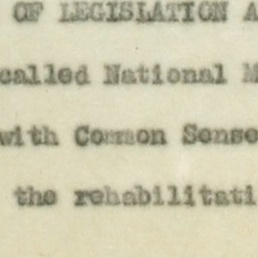 OF LEGISLATION A
called National M
with Common Sense
the rehabilitati